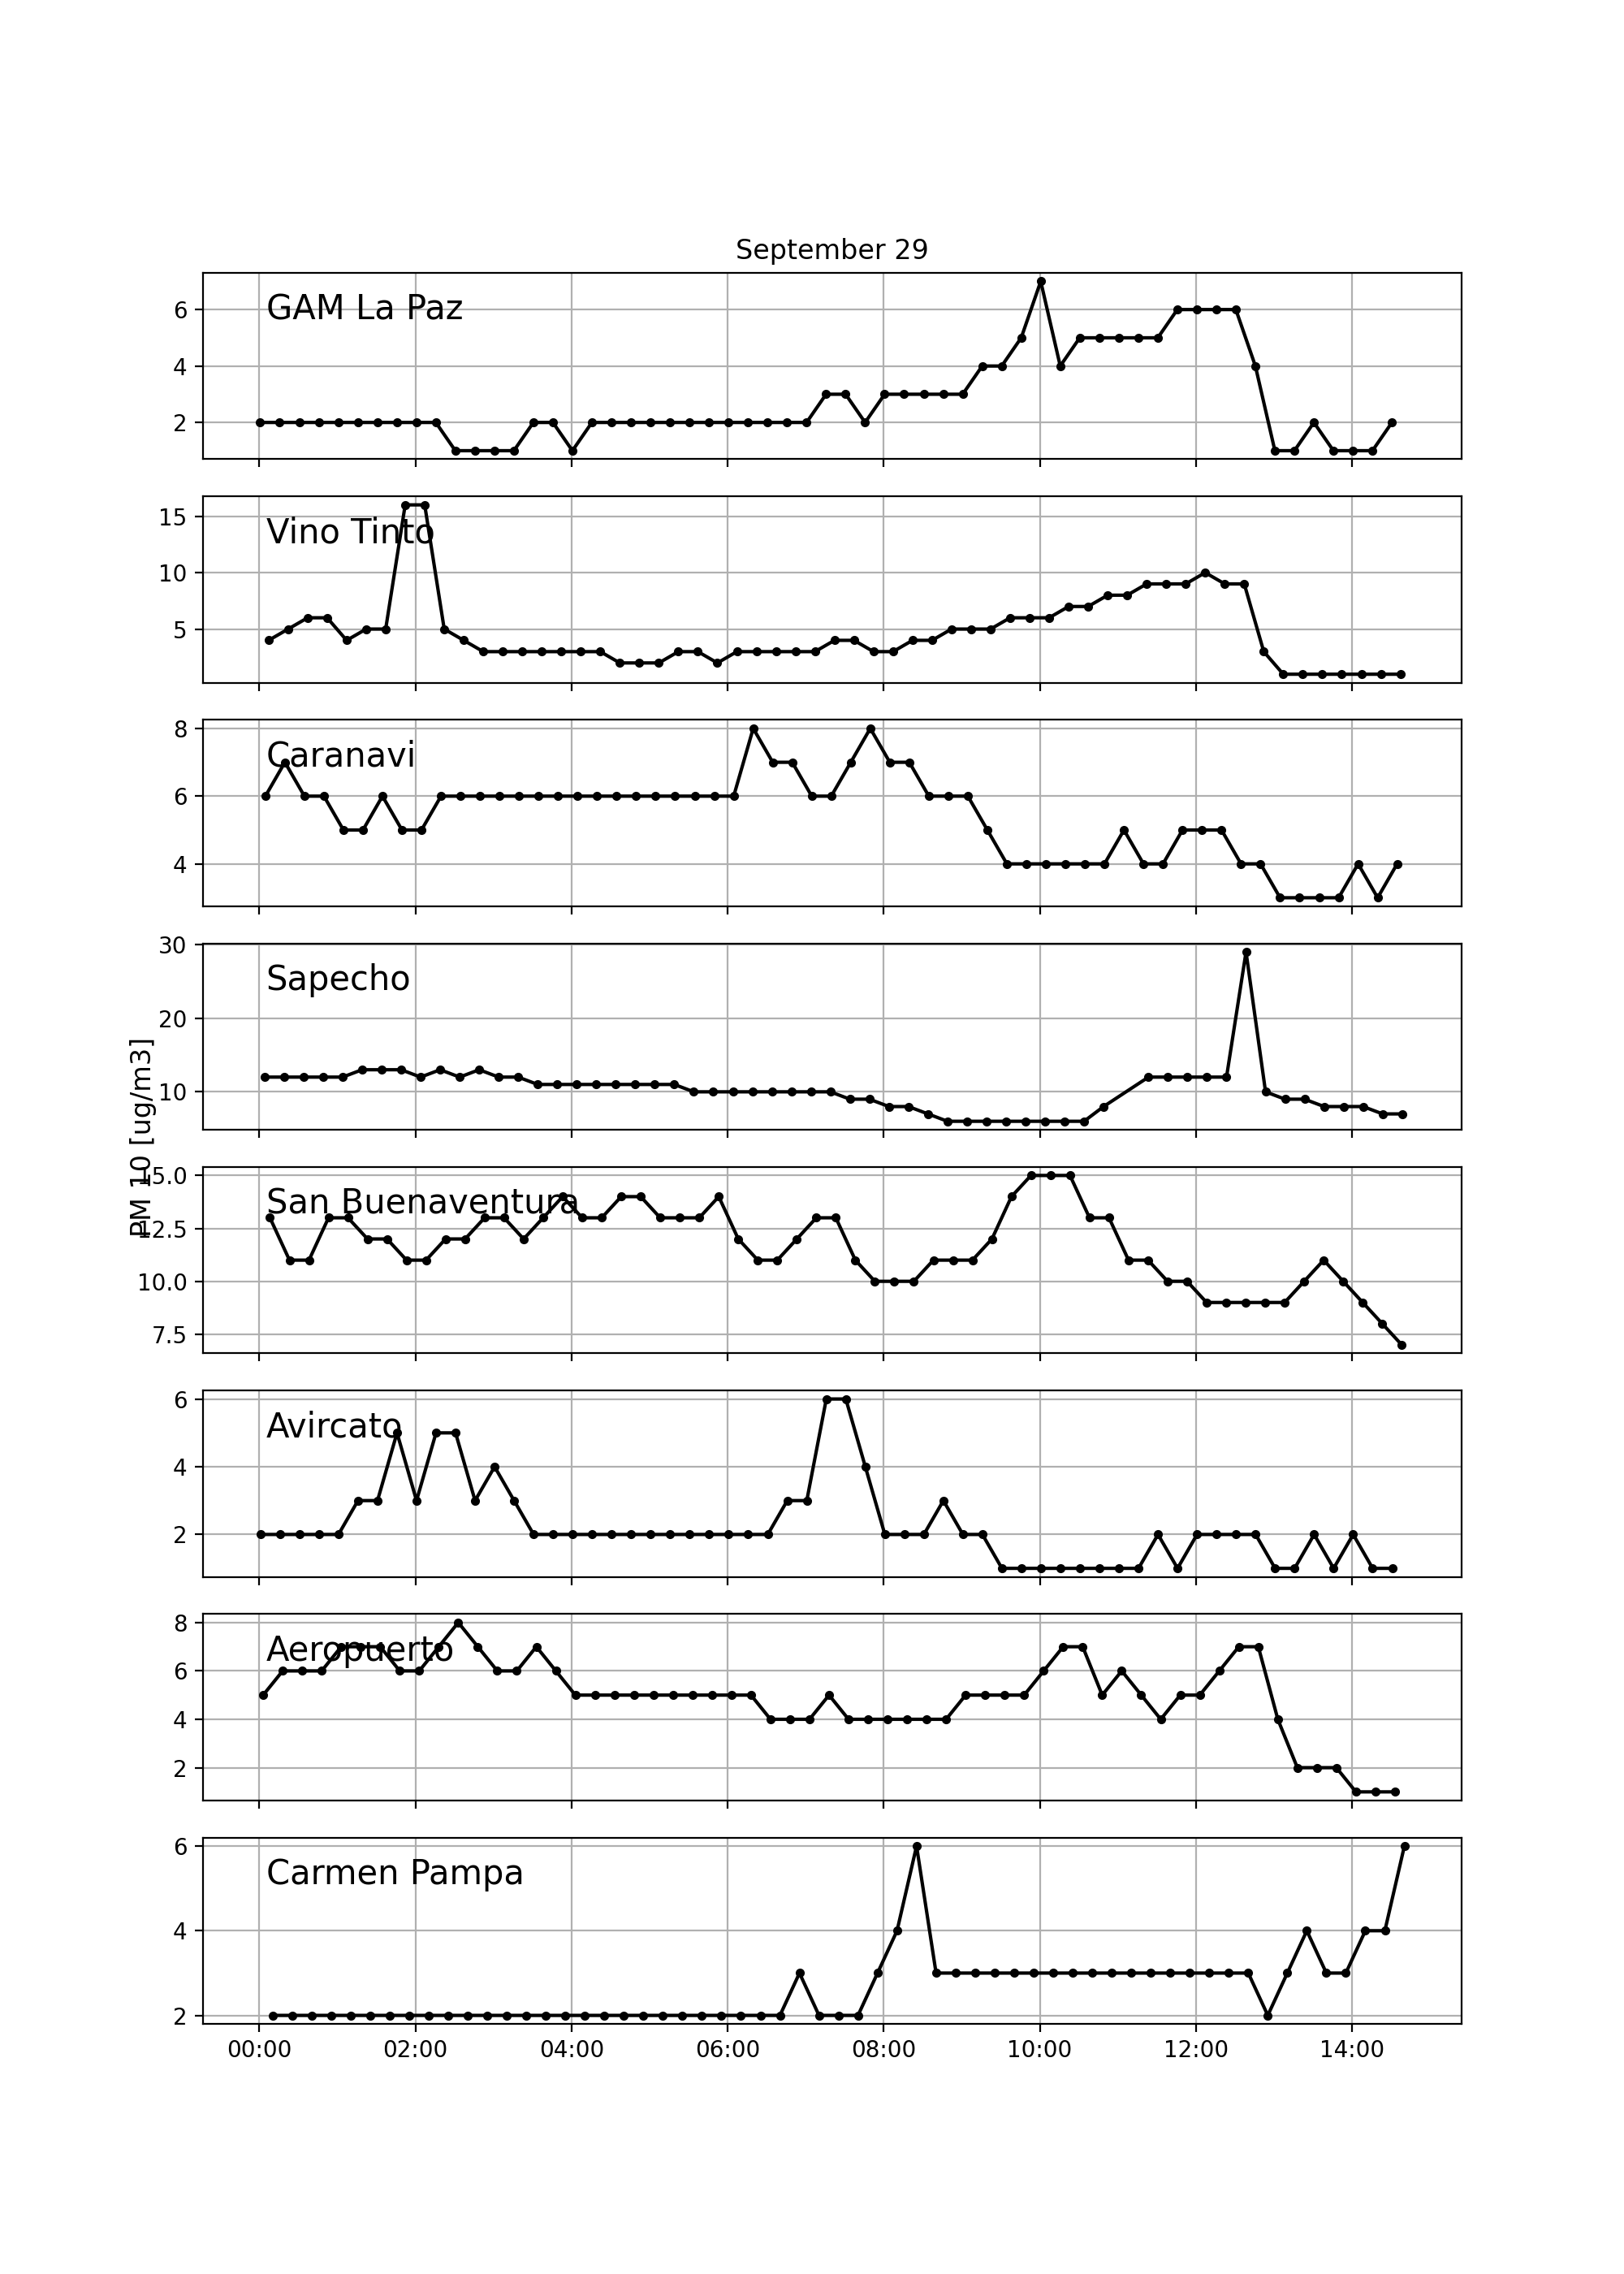 September 29
GAM La Paz
6
4
2
Vino Tinto
15
10
5
Caranavi
8
6
4
Sapecho
30
20
10
PM 10 [ug/m3]
San Buenaventura
15.0
12.5
10.0
7.5
Avircato
6
4
2
Aeropuerto
8
6
4
2
Carmen Pampa
6
4
2
00:00 02:00 04:00 06:00 08:00 10:00 12:00 14:00